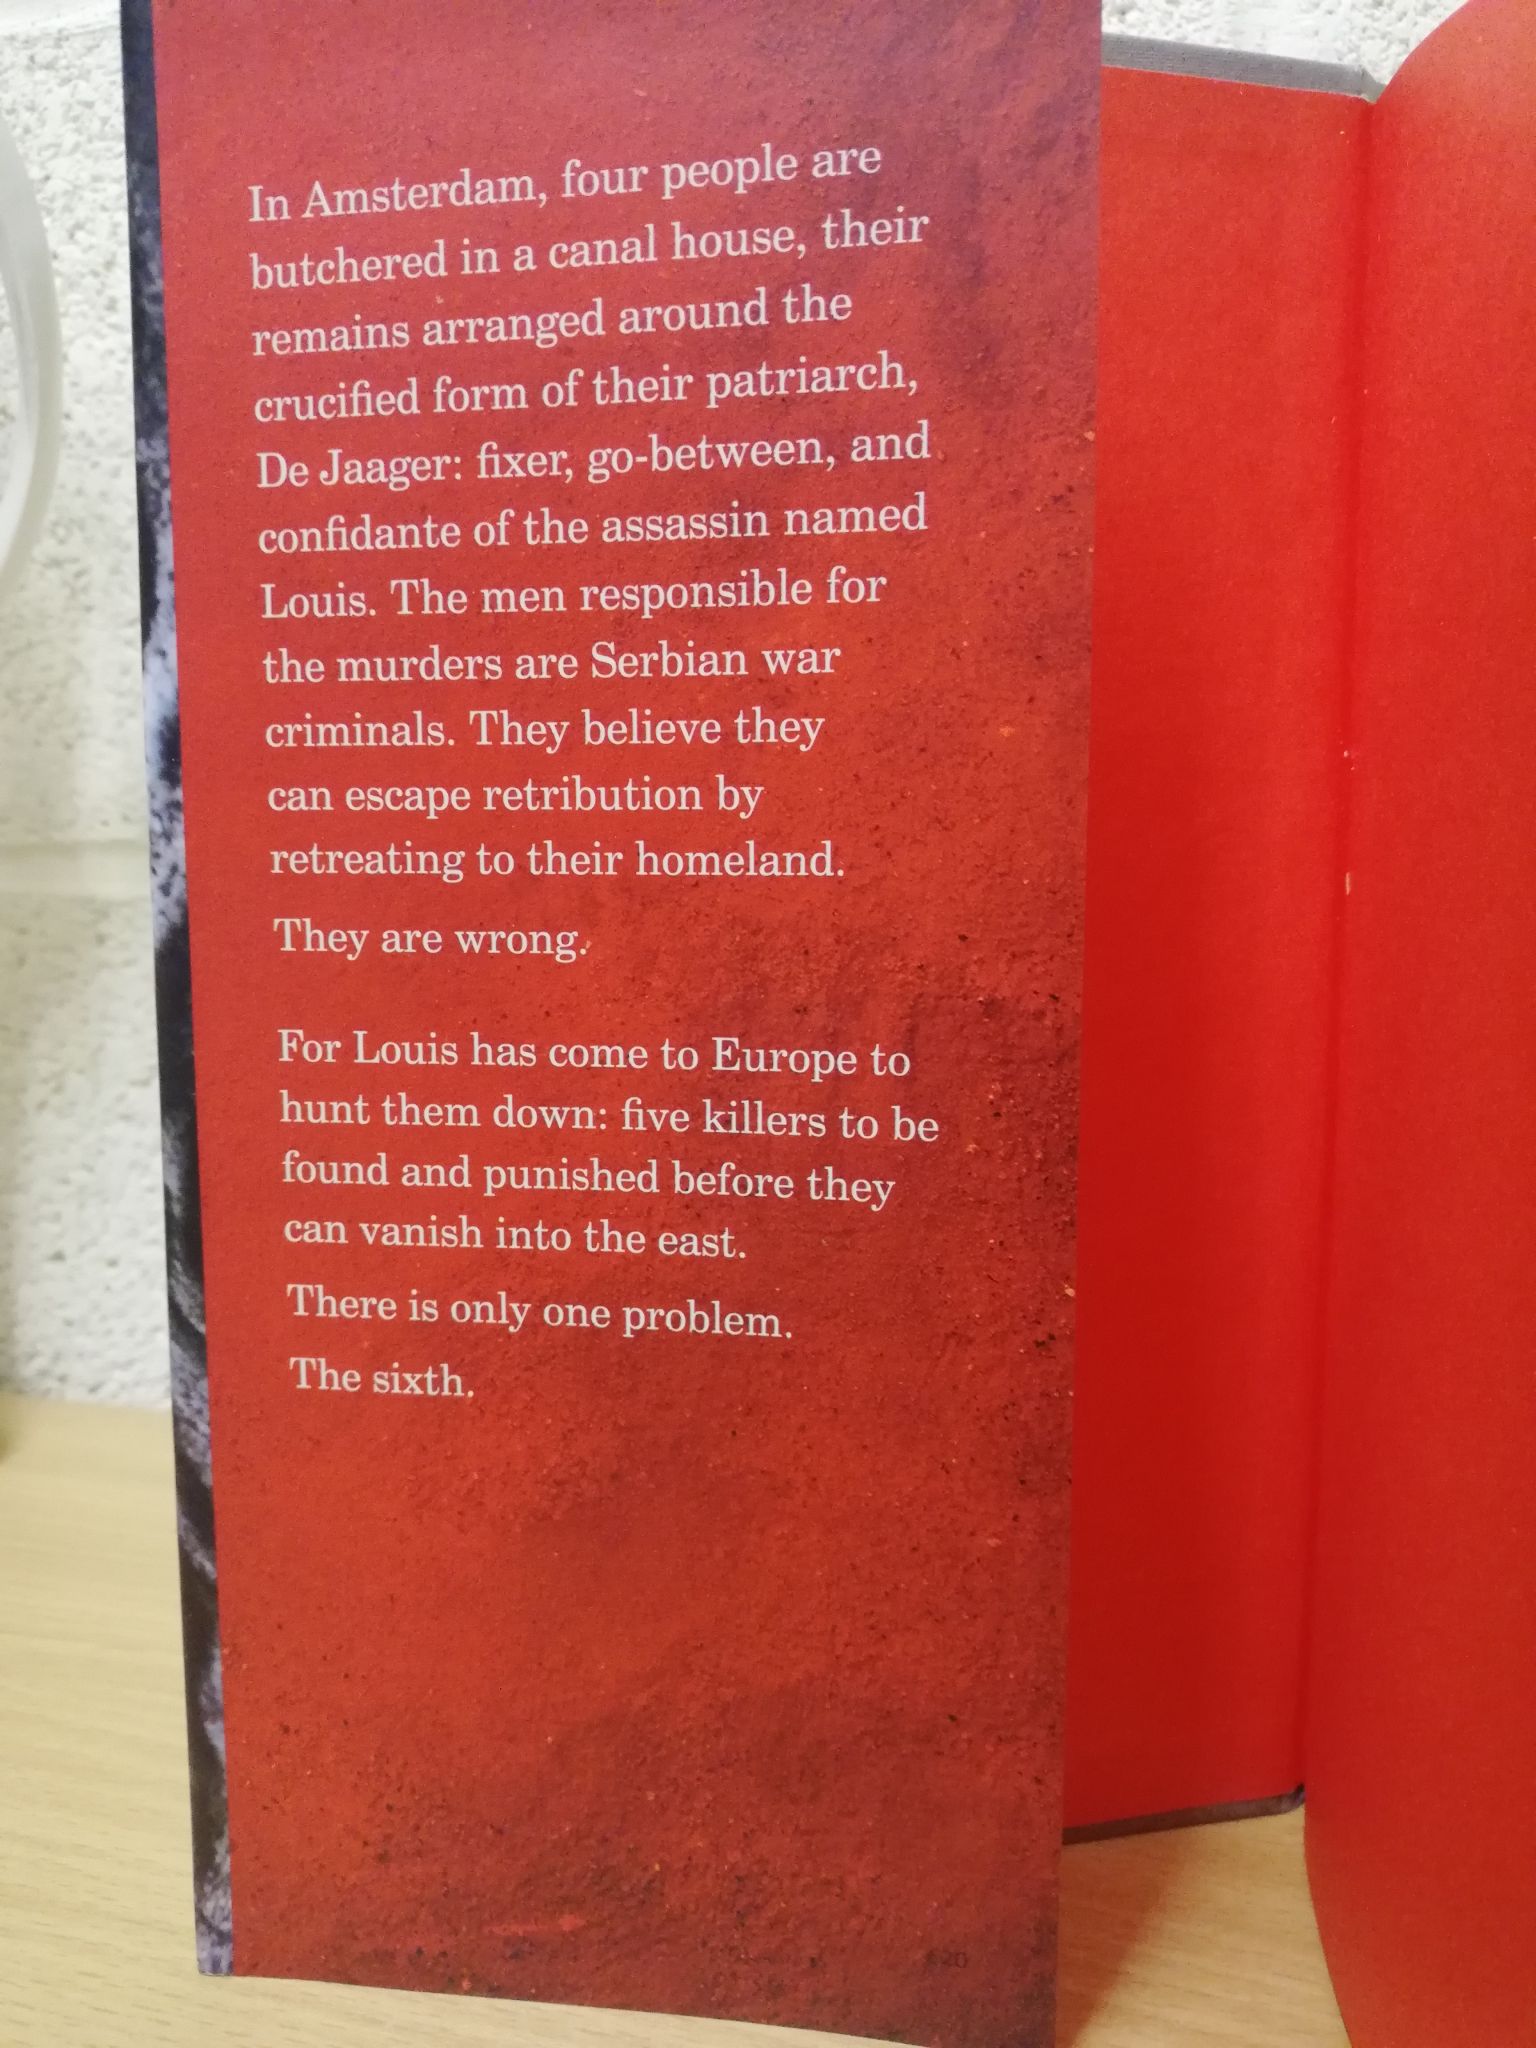 In Amsterdam, four people are
butchered in a canal house, their
remains arranged around the
crucified form of their patriarch,
De Jaager: fixer, go-between, and
confidante of the assassin named
Louis. The men responsible for
the murders are Serbian war
criminals. They believe they
can escape retribution by
retreating to their homeland.
They are wrong.
For Louis has come to Europe to
hunt them down: five killers to be
found and punished before they
can vanish into the east.
There is only one problem.
The sixth.